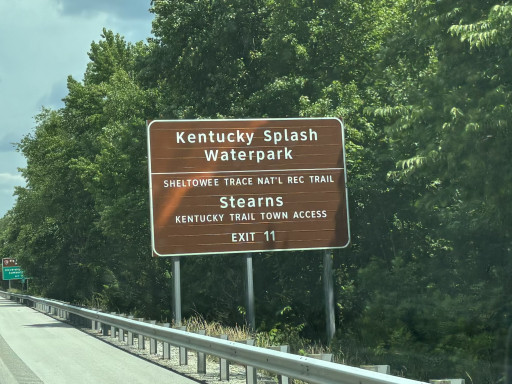 Kentucky Splash
Waterpark
SHELTOWEE TRACE NAT'L REC TRAIL
Stearns
KENTUCKY TRAIL TOWN ACCESS
EXIT 11